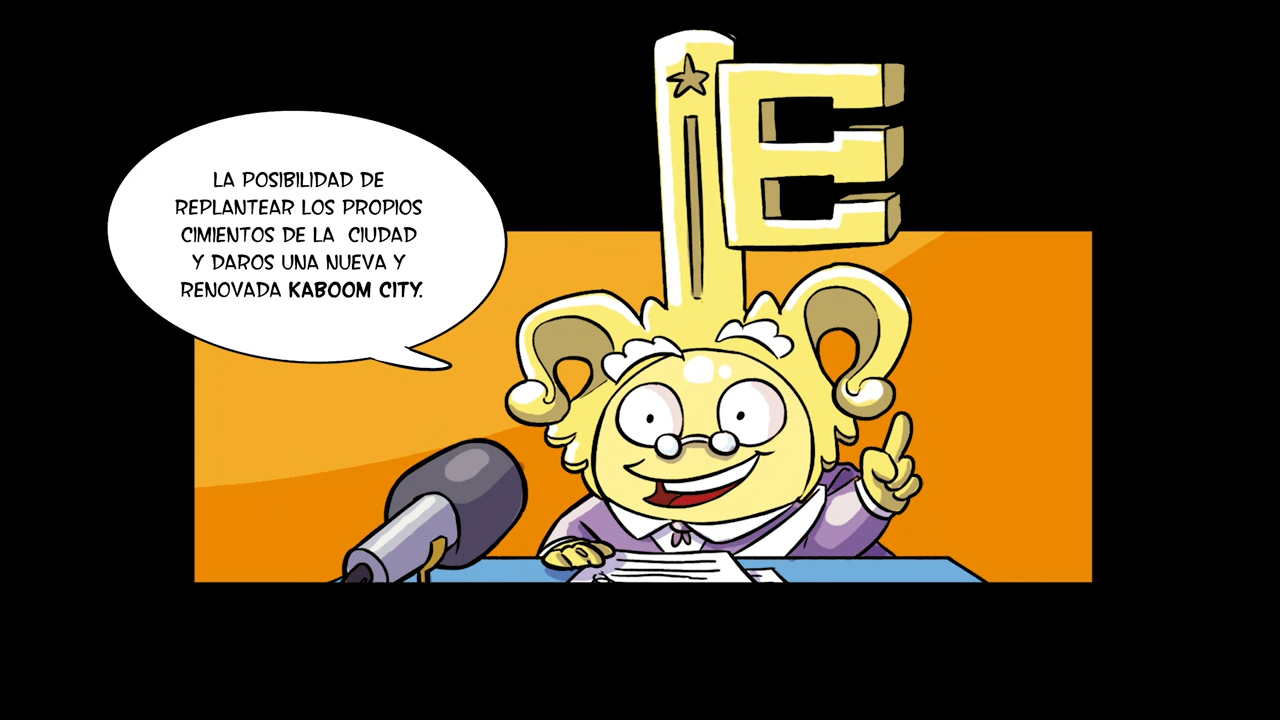 LA POSIBILIDAD DE
REPLANTEAR LOS PROPIOS
CIMIENTOS DE LA CIUDAD
Y DAROS UNA NUEVA Y
RENOVADA KABOOM CITY.
E